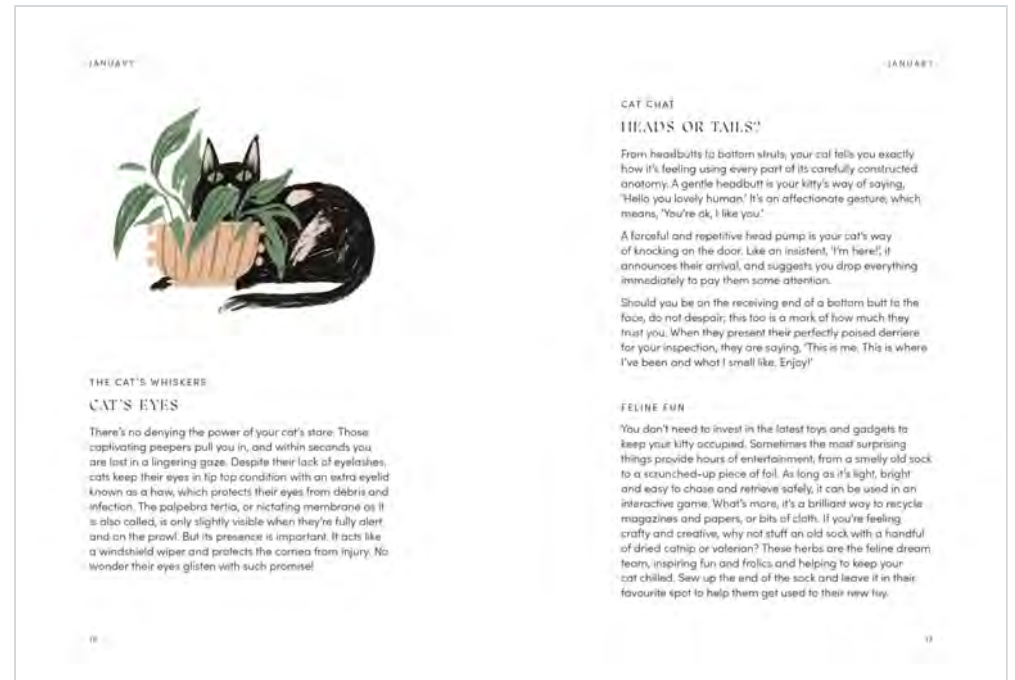 JANUARY
THE CAT'S WHISKERS
CAT'S EYES
There's no denying the power of your cat's stare. Those
captivating peepers pull you in, and within seconds you
are lost in a lingering gaze. Despite their lack of eyelashes,
cats keep their eyes in tip top condition with an extra eyelid
known as a haw, which protects their eyes from debris and
infection. The palpebra tertia, or nictating membrane as it
is also called, is only slightly visible when they're fully alert
and on the prowl. But its presence is important. It acts like
a windshield wiper and protects the cornea from injury. No
wonder their eyes glisten with such promise!
JANUARY
CAT CHAT
HEADS OR TAILS?
From headbutts to bottom struts, your cat tells you exactly
how it's feeling using every part of its carefully constructed
anatomy. A gentle headbutt is your kitty's way of saying,
'Hello you lovely human.' It's an affectionate gesture, which
means, 'You're ok, I like you.'
A forceful and repetitive head pump is your cat's way
of knocking on the door. Like an insistent, 'I'm here!', it
announces their arrival, and suggests you drop everything
immediately to pay them some attention.
Should you be on the receiving end of a bottom butt to the
face, do not despair; this too is a mark of how much they
trust you. When they present their perfectly poised derriere
for your inspection, they are saying, 'This is me. This is where
I've been and what I smell like. Enjoy!'
FELINE FUN
You don't need to invest in the latest toys and gadgets to
keep your kitty occupied. Sometimes the most surprising
things provide hours of entertainment, from a smelly old sock
to a scrunched-up piece of foil. As long as it's light, bright
and easy to chase and retrieve safely, it can be used in an
interactive game. What's more, it's a brilliant way to recycle
magazines and papers, or bits of cloth. If you're feeling
crafty and creative, why not stuff an old sock with a handful
of dried catnip or valerian? These herbs are the feline dream
team, inspiring fun and frolics and helping to keep your
cat chilled. Sew up the end of the sock and leave it in their
favourite spot to help them get used to their new toy.